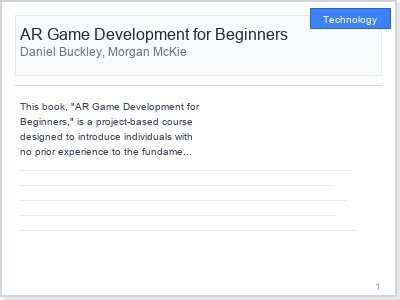 Technology
AR Game Development for Beginners
Daniel Buckley, Morgan McKie
This book, "AR Game Development for
Beginners," is a project-based course
designed to introduce individuals with
no prior experience to the fundame...
1